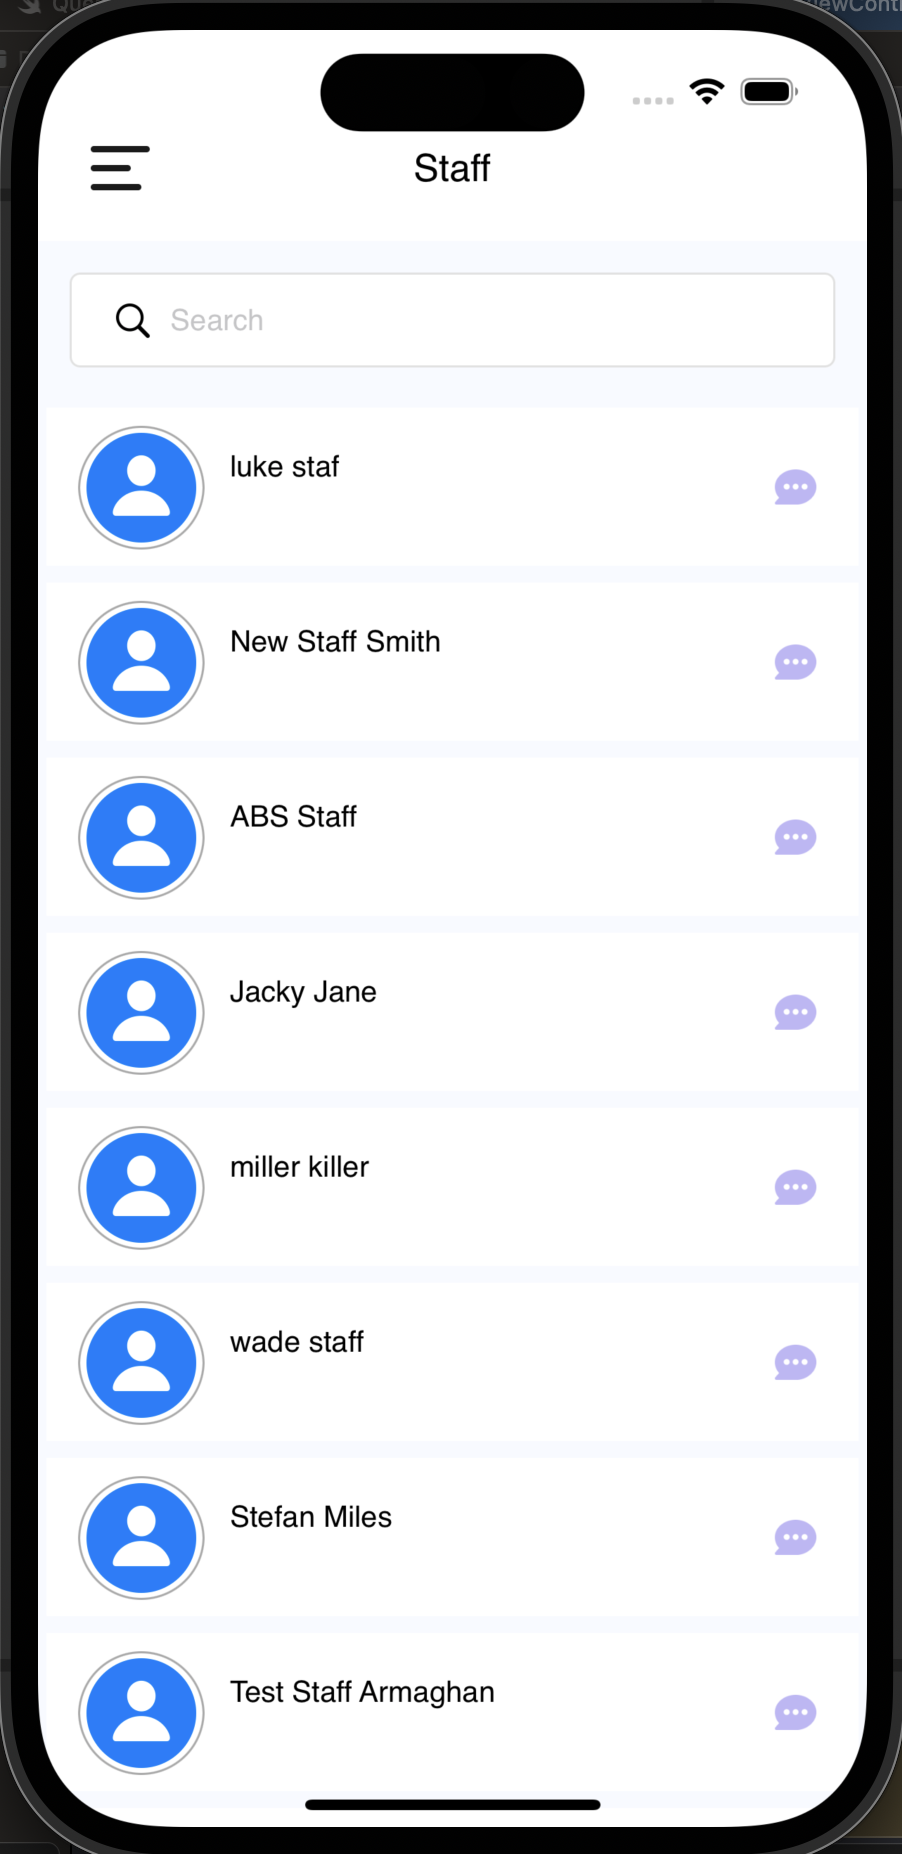 Staff
Search
luke staf
New Staff Smith
ABS Staff
Jacky Jane
miller killer
wade staff
Stefan Miles
Test Staff Armaghan